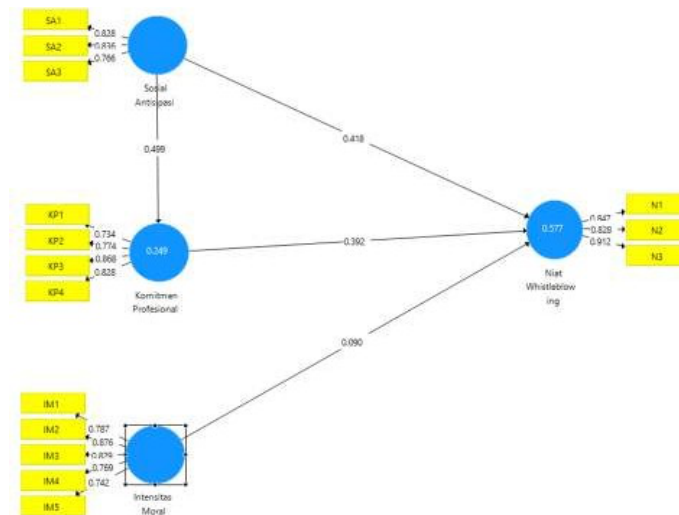 SA1
0.828
SA2
0.836
SA3
0.766
Sosial
Antisipasi
0.418
0.499
KP1
0.734
KP2
0.774
KP3
0.868
KP4
0.828
0.249
Komitmen
Profesional
0.392
0.577
N1
0.847
N2
0.828
N3
0.912
Niat
Whistleblow
ing
0.090
IM1
0.787
IM2
0.876
IM3
IM4
0.769
IM5
0.742
Intensitas
Moral